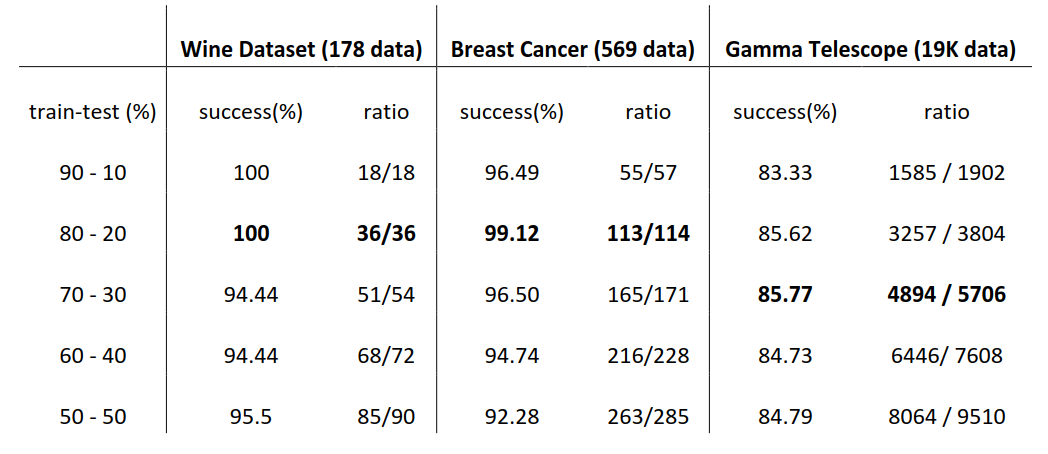 Wine Dataset (178 data) Breast Cancer (569 data) Gamma Telescope (19K data)
train-test (%) success(%) ratio success(%) ratio success(%) ratio
90 - 10 100 18/18 96.49 55/57 83.33 1585 / 1902
80 - 20 100 36/36 99.12 113/114 85.62 3257 / 3804
70 - 30 94.44 51/54 96.50 165/171 85.77 4894 / 5706
60 - 40 94.44 68/72 94.74 216/228 84.73 6446/ 7608
50 - 50 95.5 85/90 92.28 263/285 84.79 8064 / 9510